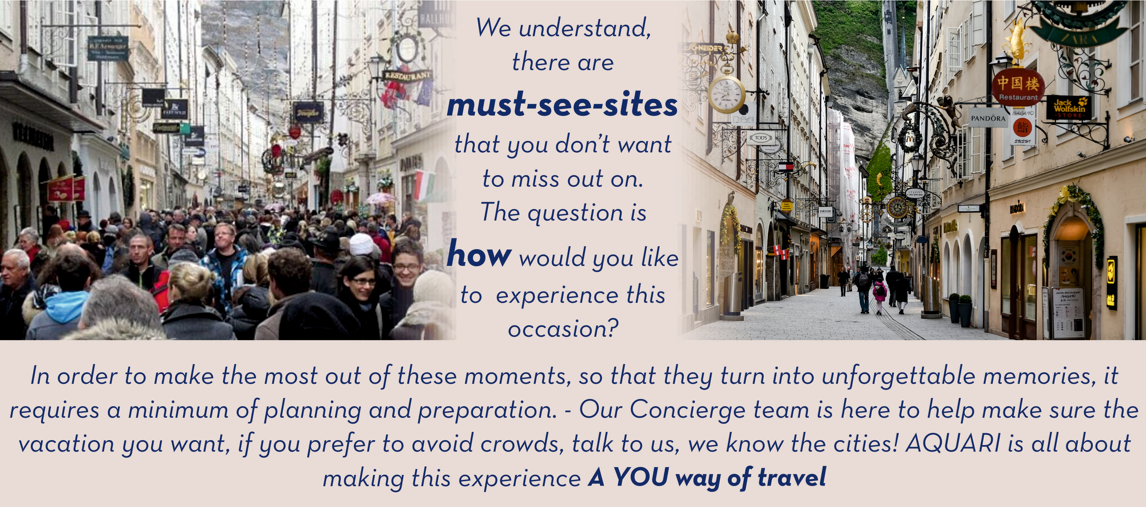 We understand,
there are
must-see-sites
that you don't want
to miss out on.
The question is
how would you like
to experience this
occasion?
RESTAURANT
ZARA
中国楼
Restaurant
Jack
Wolfskin
PANDORA
TOPS
In order to make the most out of these moments, so that they turn into unforgettable memories, it
requires a minimum of planning and preparation. - Our Concierge team is here to help make sure the
vacation you want, if you prefer to avoid crowds, talk to us, we know the cities! AQUARI is all about
making this experience A YOU way of travel